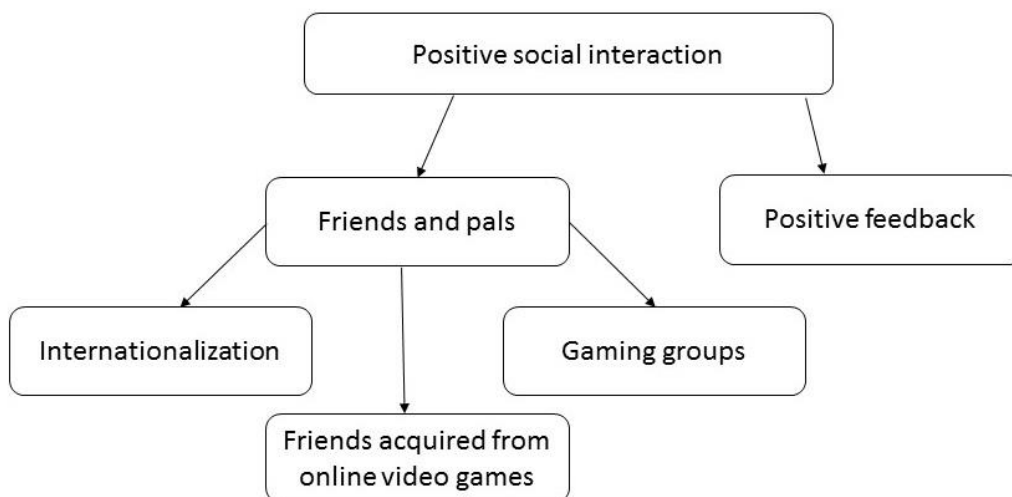 Positive social interaction
Friends and pals
Positive feedback
Internationalization
Gaming groups
Friends acquired from
online video games